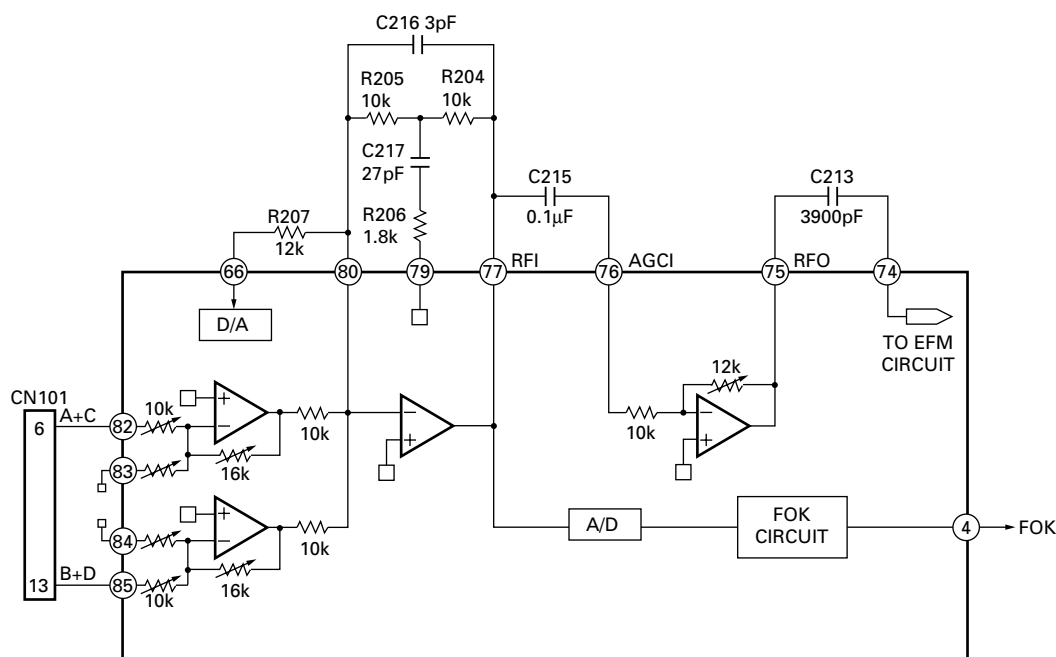 C216 3pF
R205
10k
R204
10k
C217
27pF
R206
1.8k
C215
0.1μF
C213
3900pF
R207
12k
66
80
79
77
RFI
76
AGCI
75
RFO
74
D/A
TO EFM
CIRCUIT
12k
CN101
6
A+C
82
10k
+
−
10k
−
+
10k
−
+
83
16k
84
+
−
10k
A/D
FOK
CIRCUIT
4
FOK
13
B+D
85
10k
16k